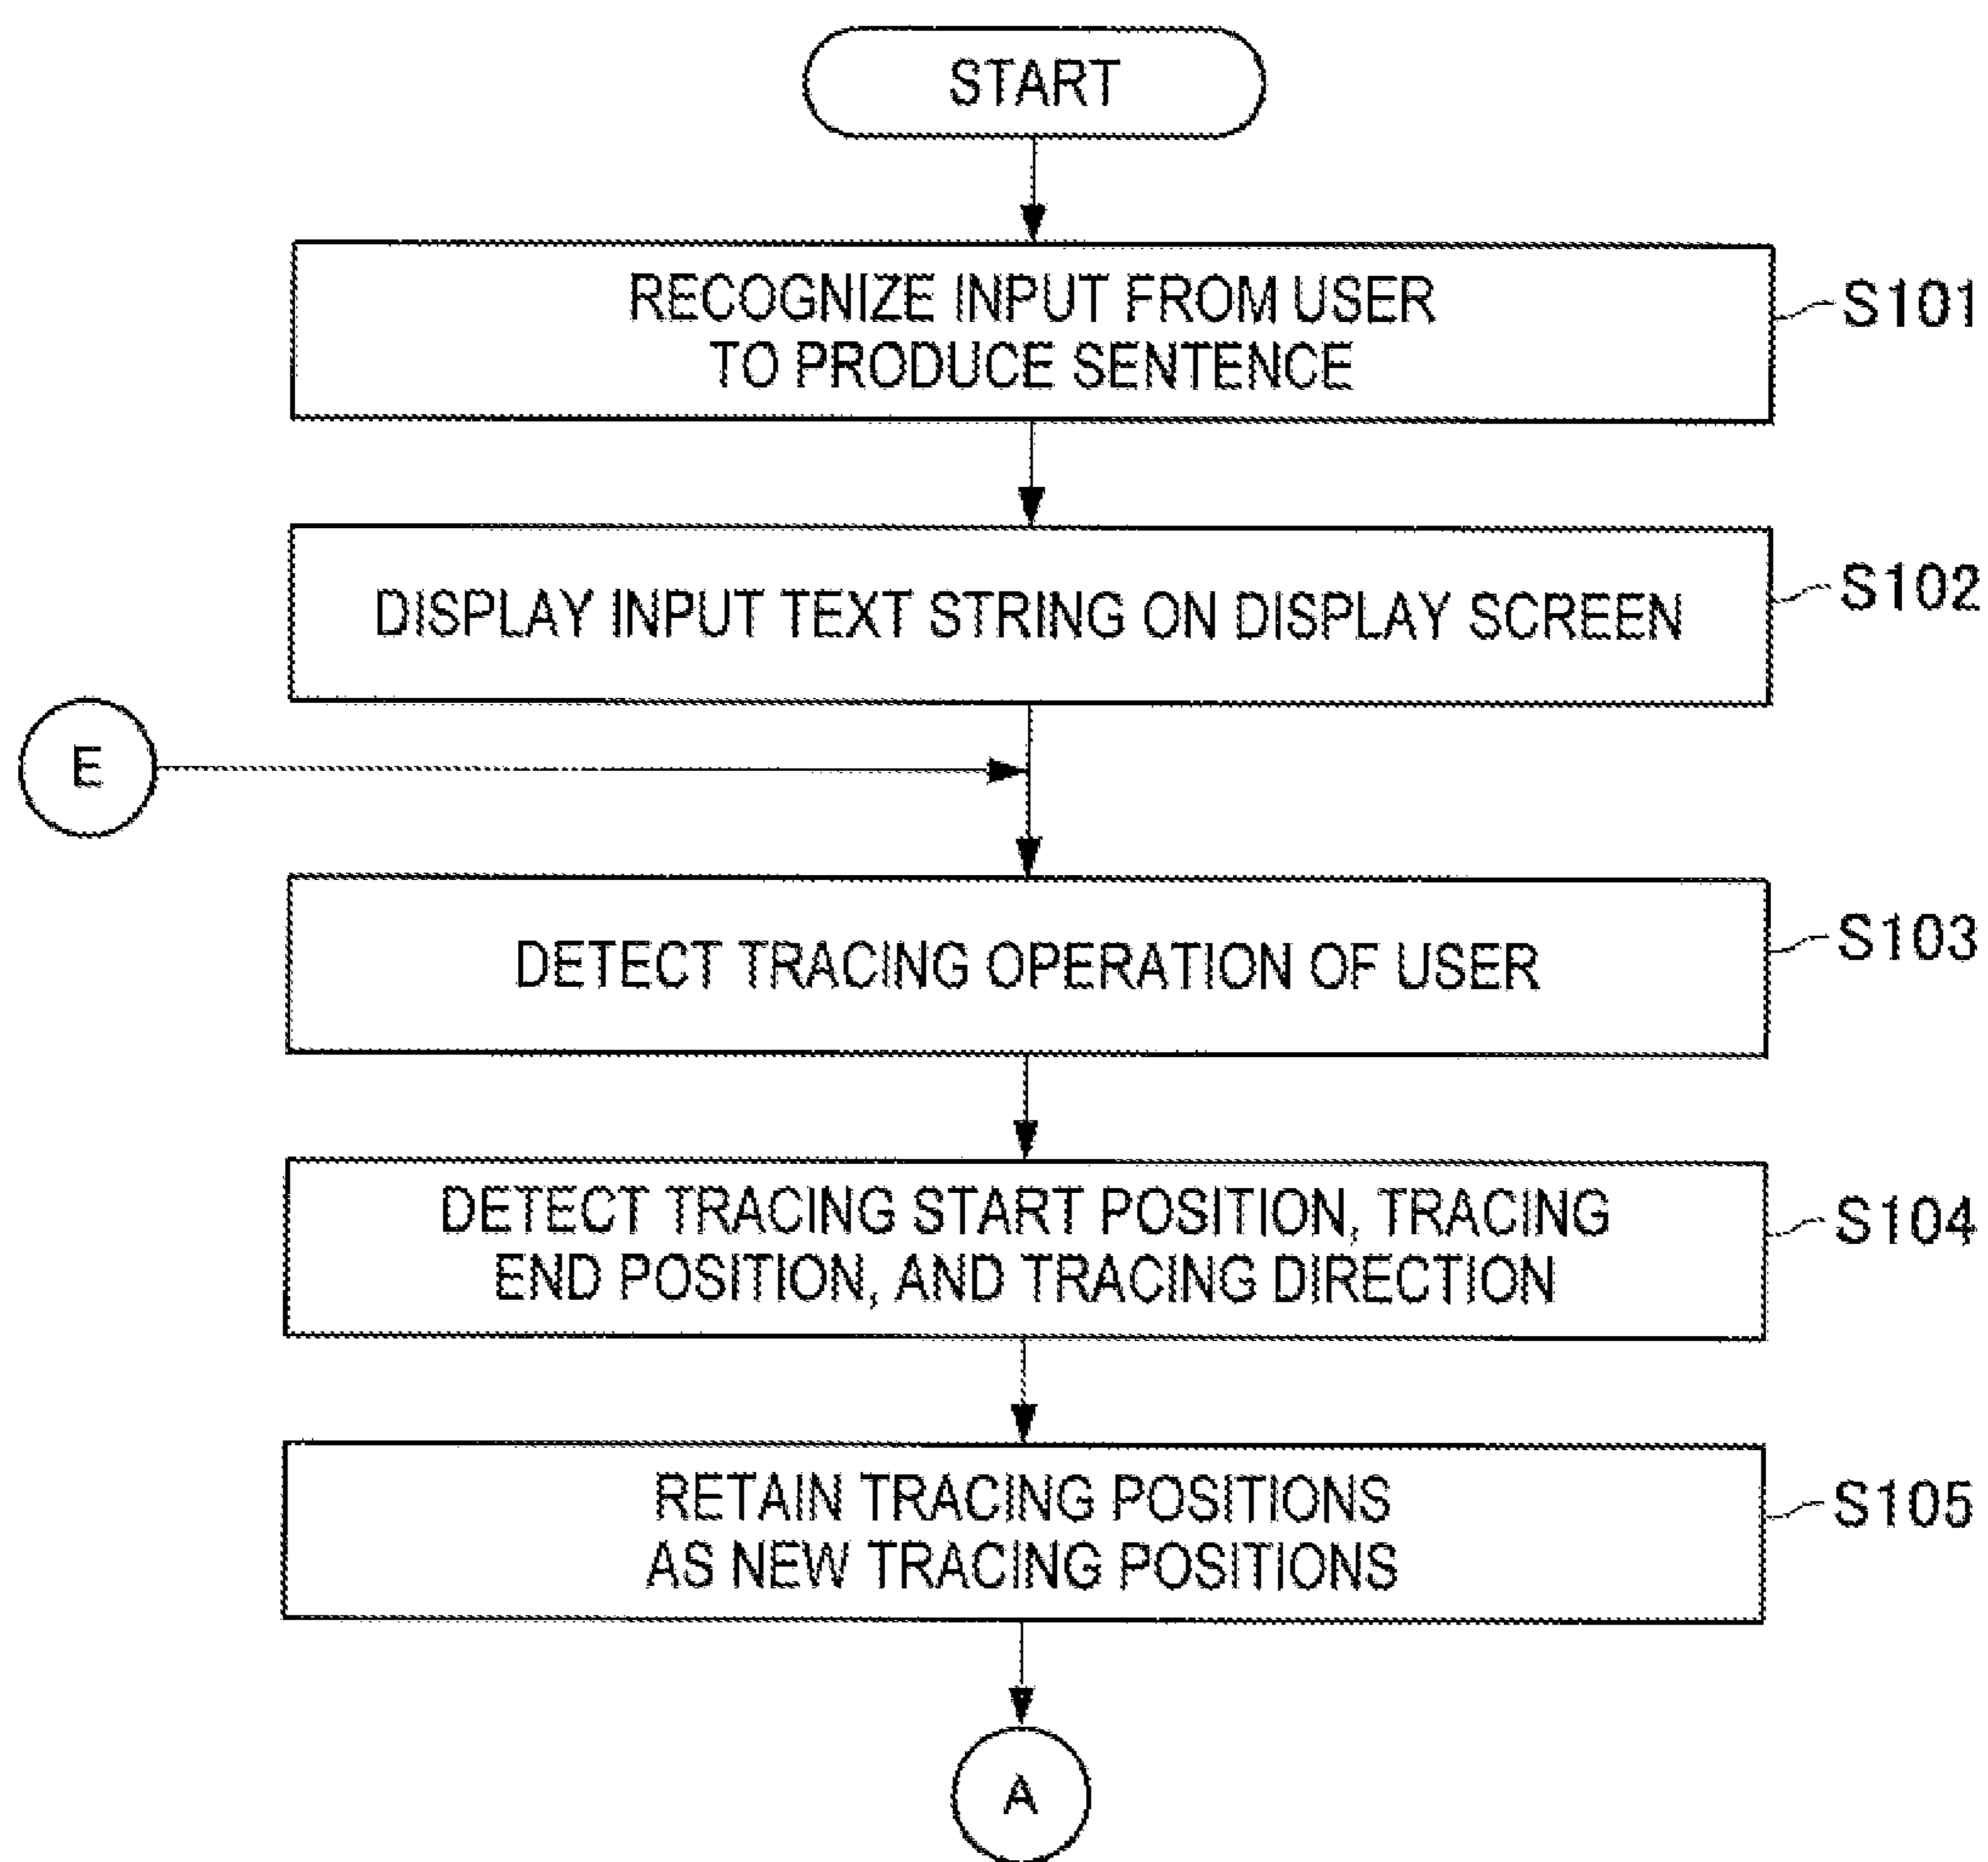 START
RECOGNIZE INPUT FROM USER
TO PRODUCE SENTENCE
S101
DISPLAY INPUT TEXT STRING ON DISPLAY SCREEN
S102
E
DETECT TRACING OPERATION OF USER
S103
DETECT TRACING START POSITION, TRACING
END POSITION, AND TRACING DIRECTION
S104
RETAIN TRACING POSITIONS
AS NEW TRACING POSITIONS
S105
A